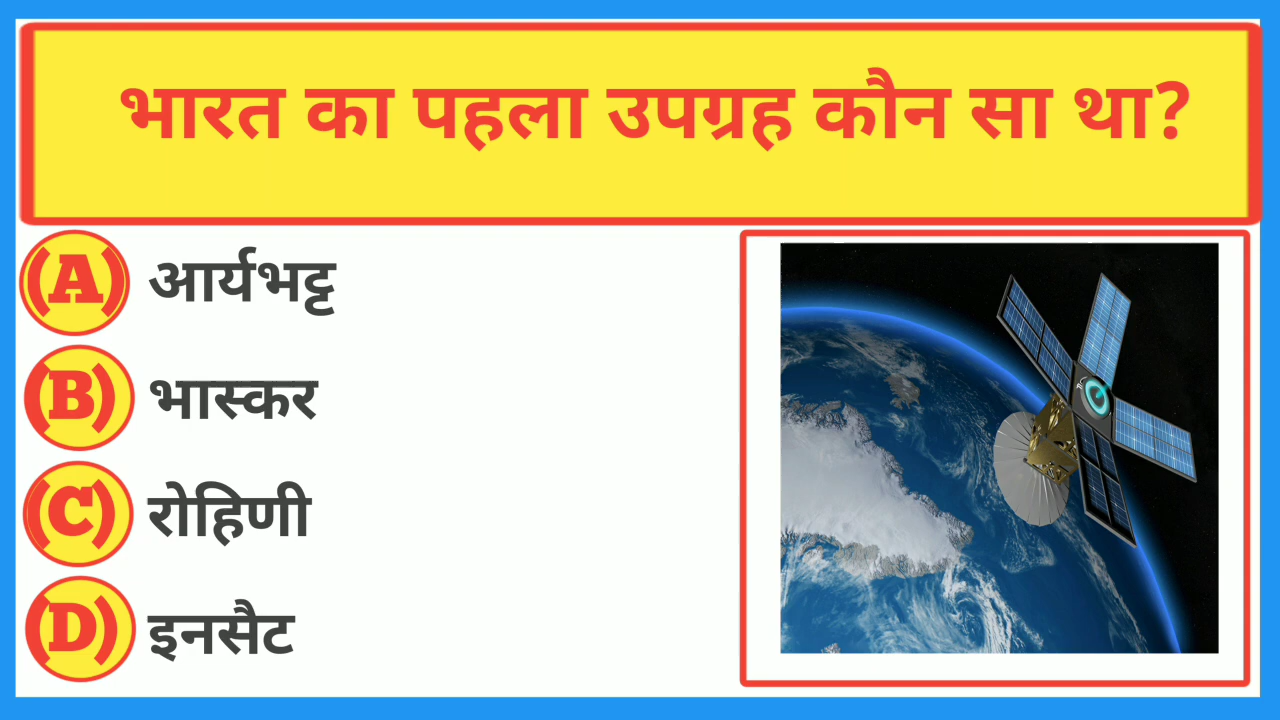 भारत का पहला उपग्रह कौन सा था?
(A) आर्यभट्ट
(B) भास्कर
(C) रोहिणी
(D) इनसैट